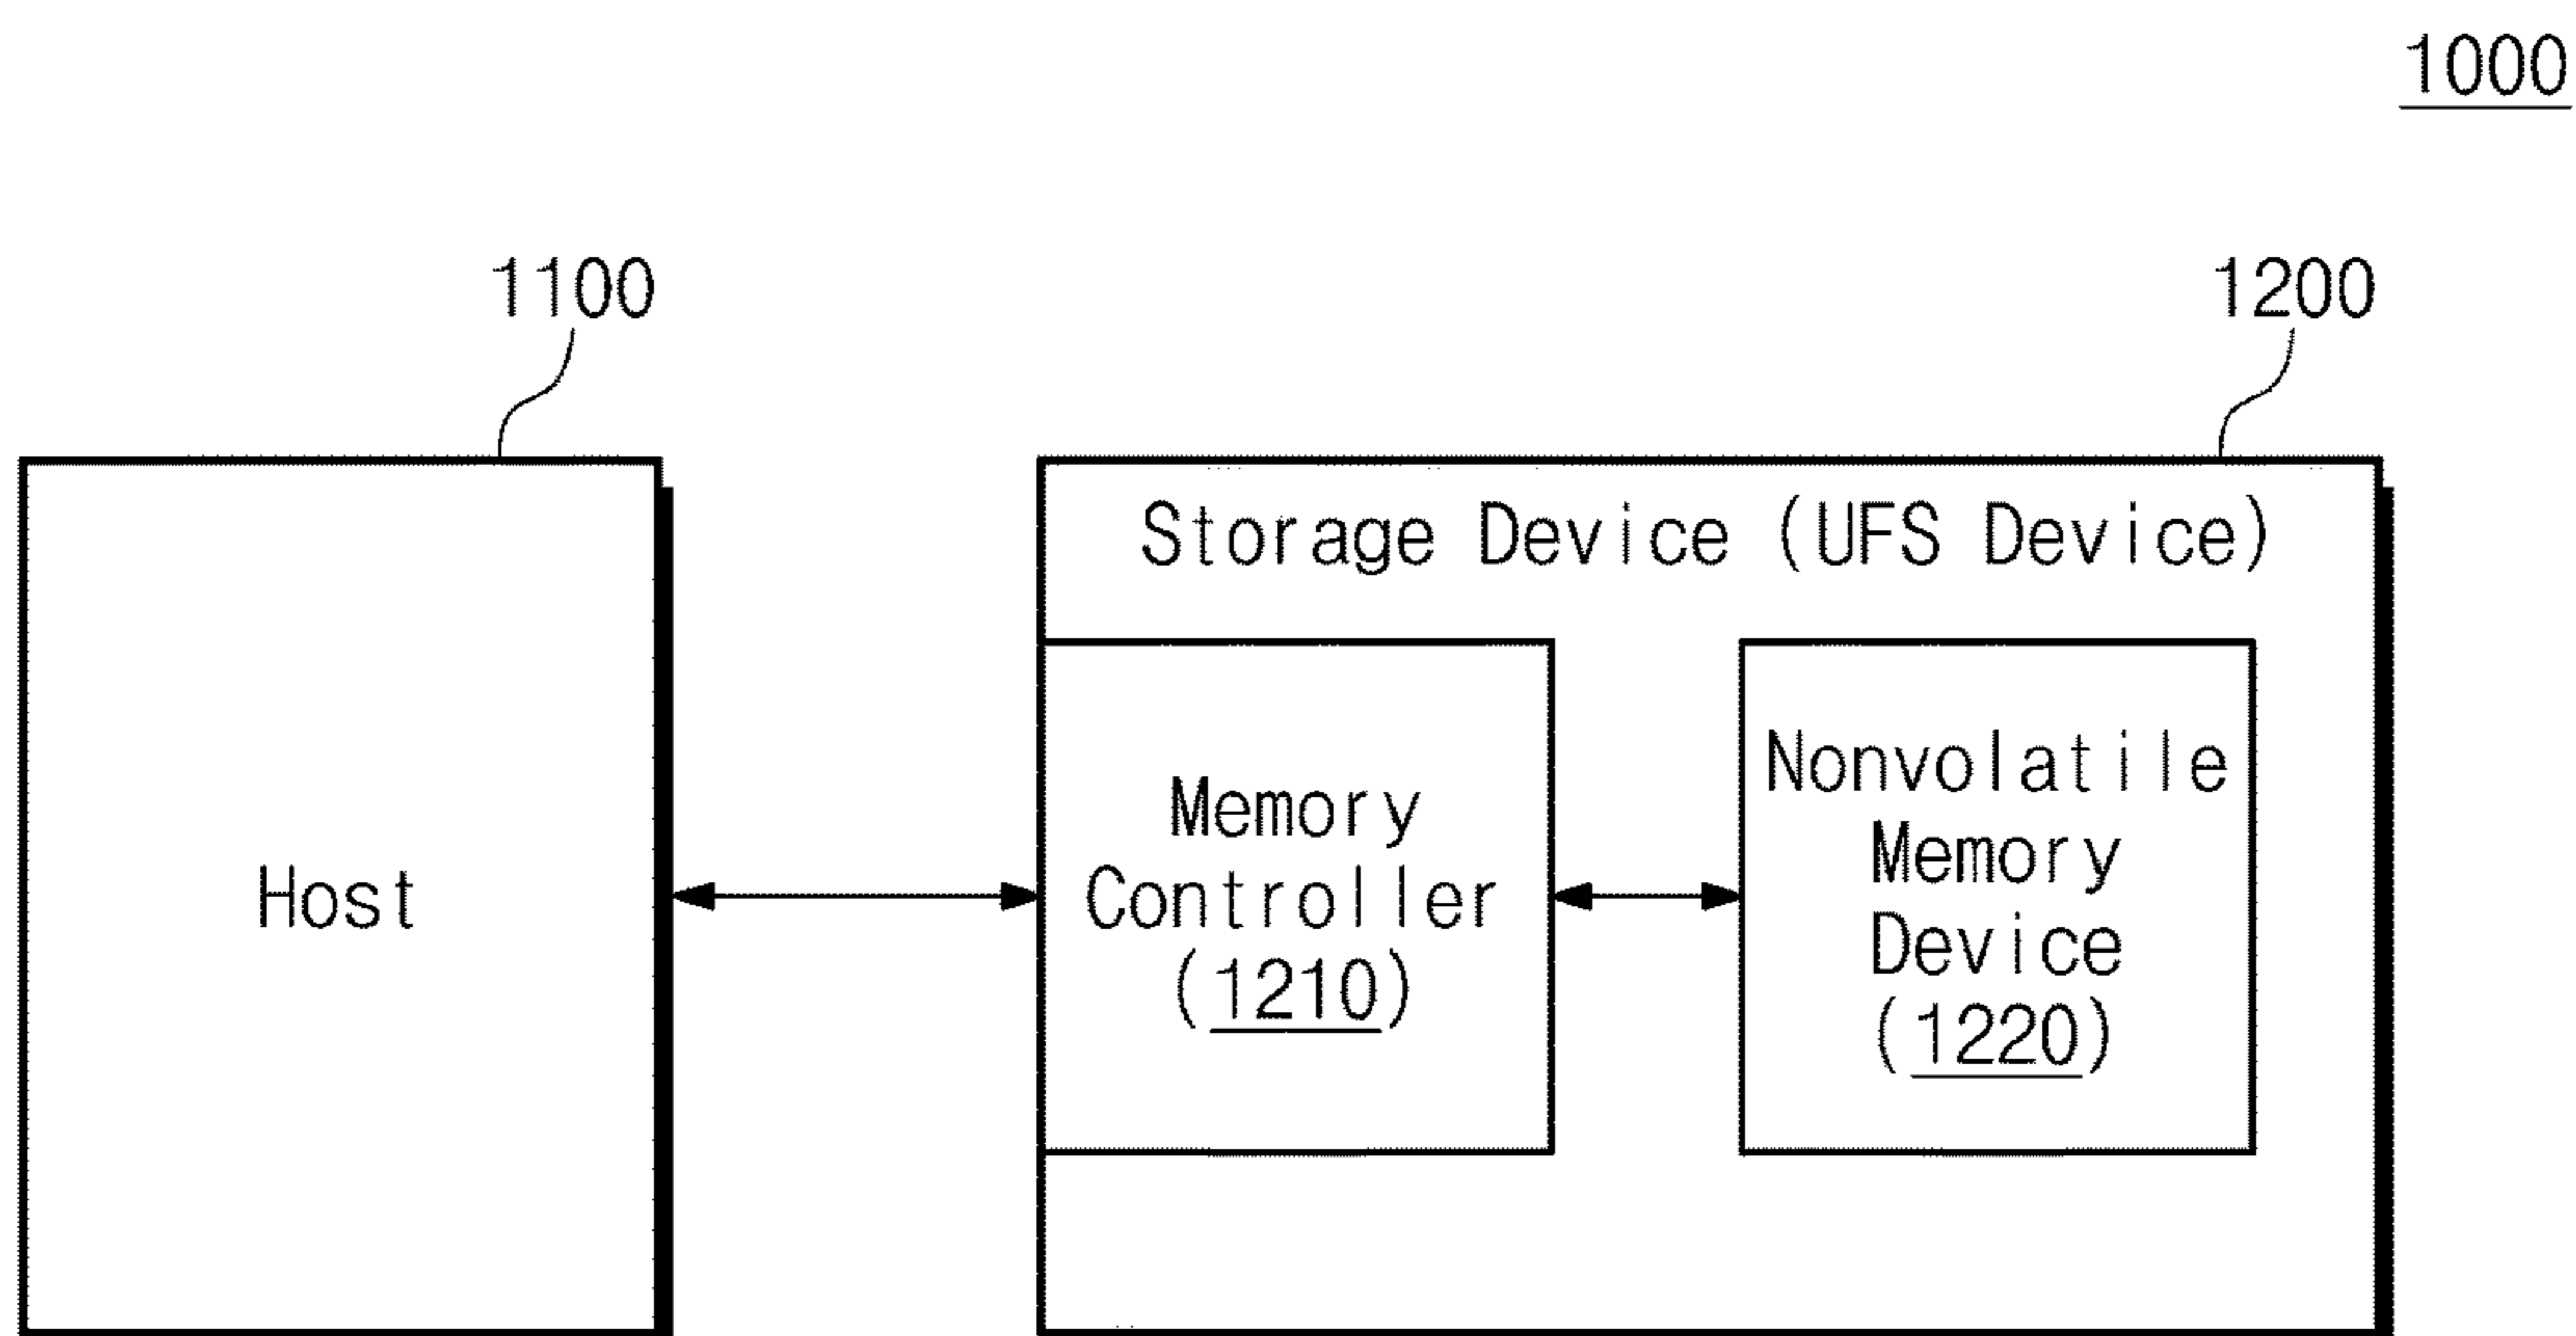 1000
1100
1200
Storage Device (UFS Device)
Host
Memory
Controller
(1210)
Nonvolatile
Memory
Device
(1220)